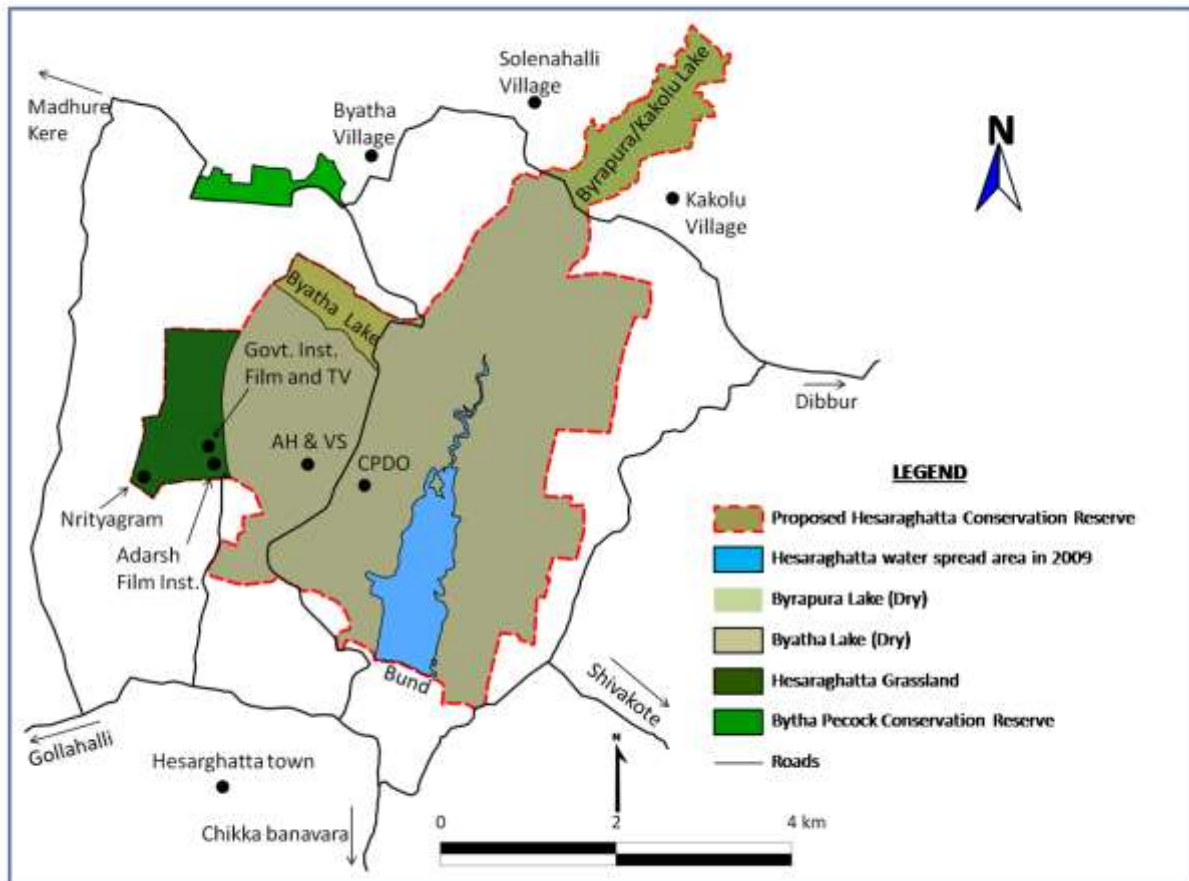 Solenahalli
Village
Madhure
Kere
Byatha
Village
Byrapura/Kakolu Lake
N
Kakolu
Village
Byatha Lake
Govt. Inst.
Film and TV
Dibbur
AH & VS
CPDO
Nrityagram
Adarsh
Film Inst.
Bund
Shivakote
Gollahalli
Hesarghatta town
Chikka banavara
LEGEND
Proposed Hesaraghatta Conservation Reserve
Hesaraghatta water spread area in 2009
Byrapura Lake (Dry)
Byatha Lake (Dry)
Hesaraghatta Grassland
Bytha Pecock Conservation Reserve
Roads
N
0 2 4 km